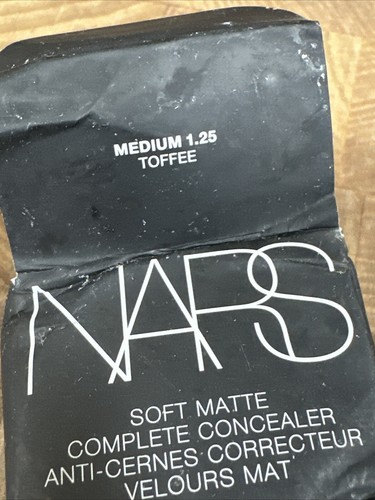 MEDIUM 1.25
TOFFEE
NARS
SOFT MATTE
COMPLETE CONCEALER
ANTI-CERNES CORRECTEUR
VELOURS MAT